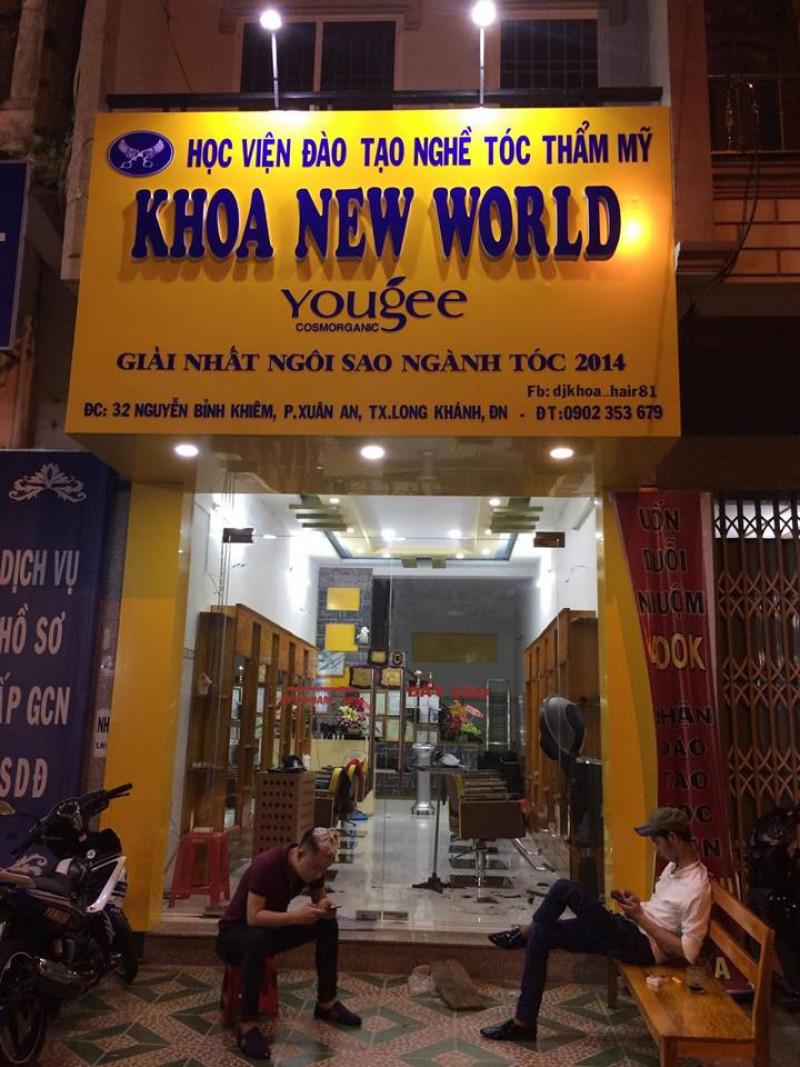 HỌC VIỆN ĐÀO TẠO NGHỀ TÓC THẨM MỸ
KHOA NEW WORLD
Yougee
COSMORGANIC
GIẢI NHẤT NGÔI SAO NGÀNH TÓC 2014
Fb: djkhoa_hair81
ĐC: 32 NGUYỄN BỈNH KHIÊM, P.XUÂN AN, TX.LONG KHÁNH, ĐN - ĐT:0902 353 679
DỊCH VỤ
HỒ SƠ
ẤP GCN
SDĐ
NH
UỐN
DUỖI
NHUỘM
OOK
NHẬN
ĐÀO
TẠO
A